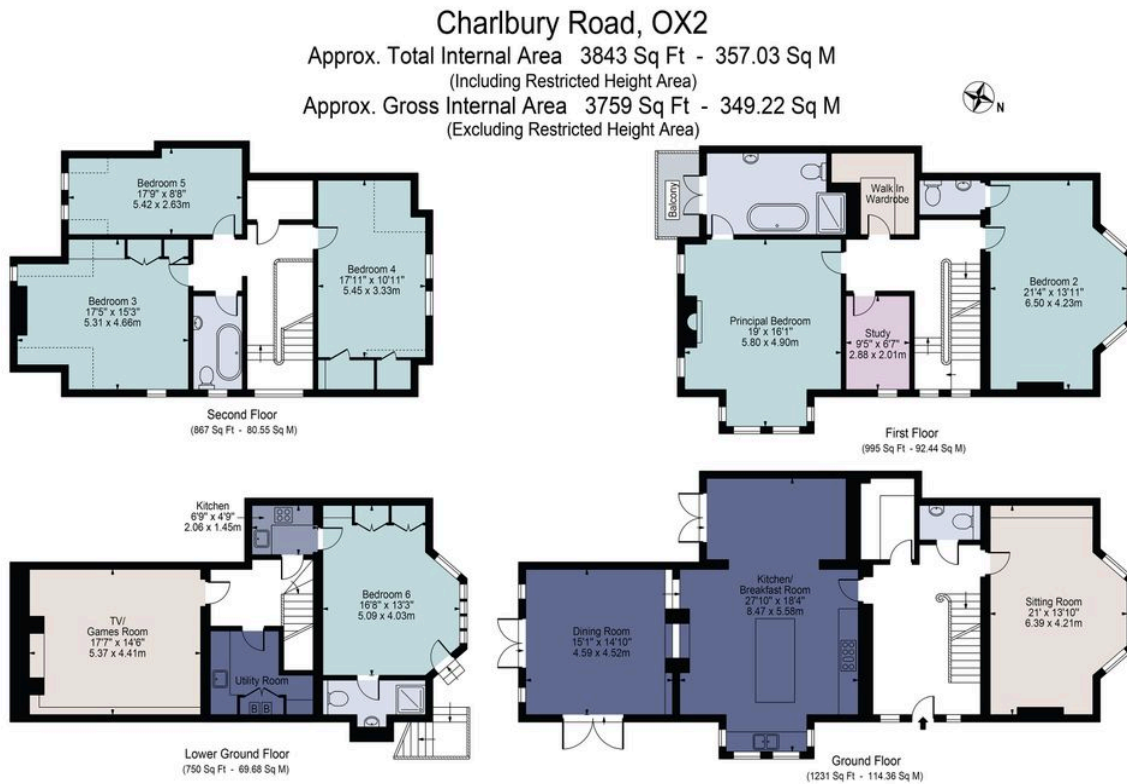 Charlbury Road, OX2
Approx. Total Internal Area 3843 Sq Ft - 357.03 Sq M
(Including Restricted Height Area)
Approx. Gross Internal Area 3759 Sq Ft - 349.22 Sq M
(Excluding Restricted Height Area)
N
Bedroom 5
17'9" x 8'8"
5.42 x 2.63m
Bedroom 3
17'5" x 15'3"
5.31 x 4.66m
Bedroom 4
17'11" x 10'11"
5.45 x 3.33m
Second Floor
(867 Sq Ft - 80.55 Sq M)
Balcony
Walk In
Wardrobe
Principal Bedroom
19' x 16'1"
5.80 x 4.90m
Study
9'5" x 6'7"
2.88 x 2.01m
Bedroom 2
21'4" x 13'11"
6.50 x 4.23m
First Floor
(995 Sq Ft - 92.44 Sq M)
Kitchen
6'9" x 4'9"
2.06 x 1.45m
TV/
Games Room
17'7" x 14'6"
5.37 x 4.41m
Bedroom 6
16'8" x 13'3"
5.09 x 4.03m
Utility Room
B B
Lower Ground Floor
(750 Sq Ft - 69.68 Sq M)
Dining Room
15'1" x 14'10"
4.59 x 4.52m
Kitchen/
Breakfast Room
27'10" x 18'4"
8.47 x 5.58m
Sitting Room
21' x 13'10"
6.39 x 4.21m
Ground Floor
(1231 Sq Ft - 114.36 Sq M)